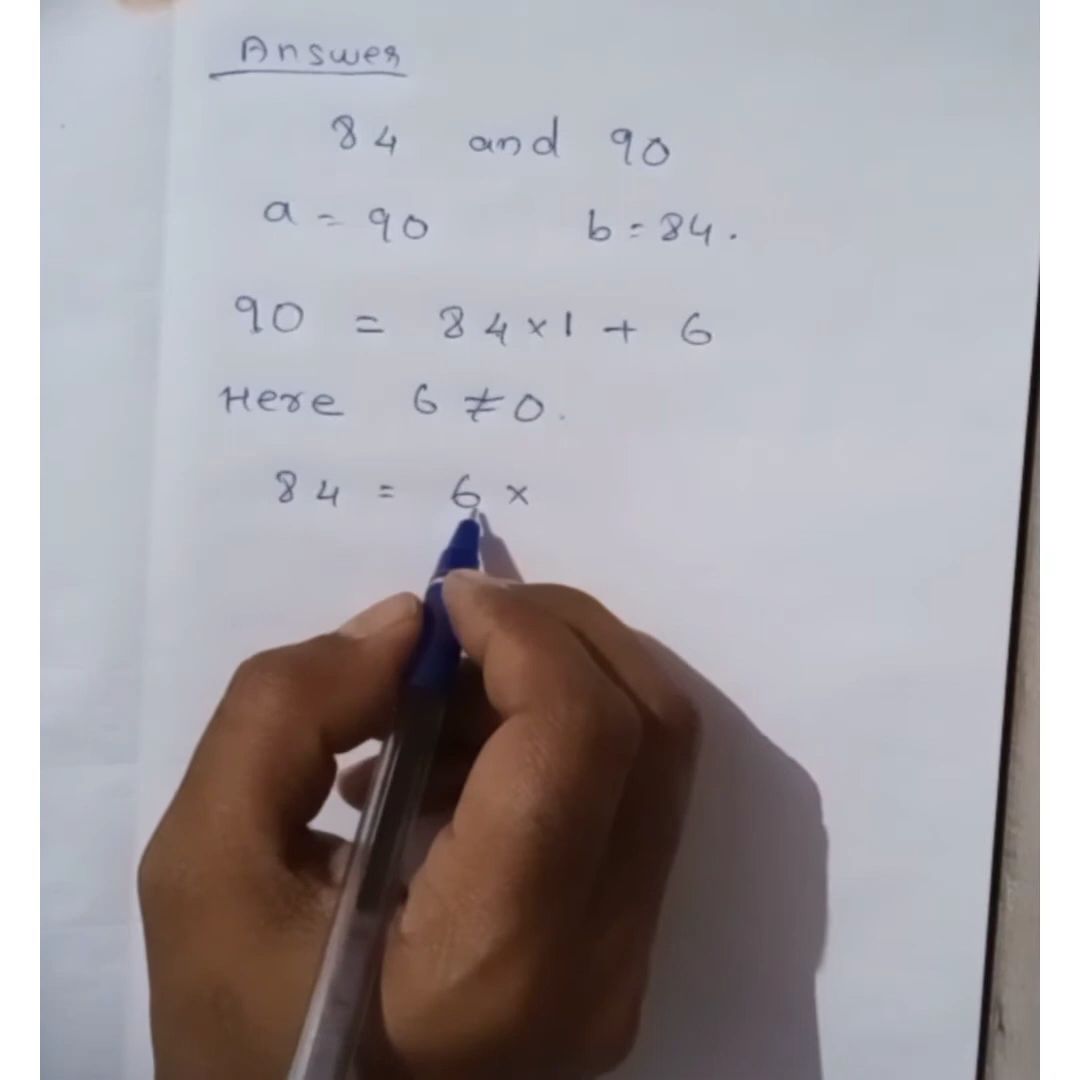 Answer
84 and 90
a = 90 b = 84.
90 = 84 × 1 + 6
Here 6 ≠ 0.
84 = 6 ×